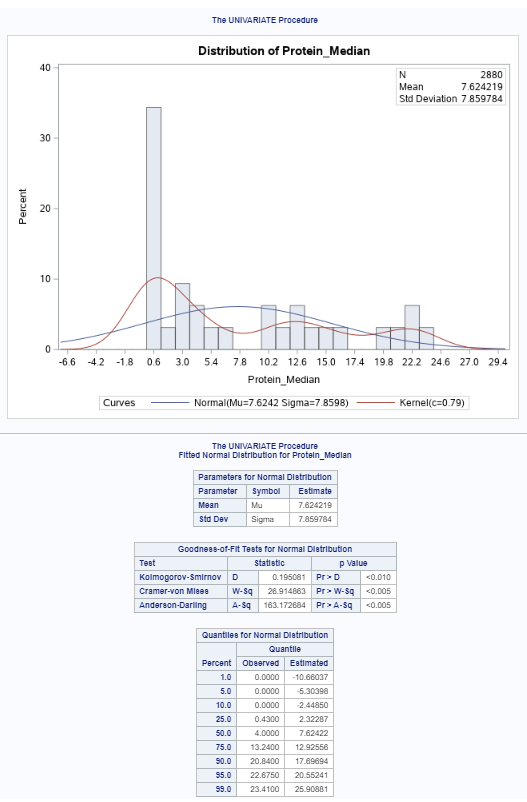 The UNIVARIATE Procedure
Distribution of Protein_Median
N 2880
Mean 7.624219
Std Deviation 7.859784
40
30
20
10
0
Percent
-6.6 -4.2 -1.8 0.6 3.0 5.4 7.8 10.2 12.6 15.0 17.4 19.8 22.2 24.6 27.0 29.4
Protein_Median
Curves Normal(Mu=7.6242 Sigma=7.8598) Kernel(c=0.79)
The UNIVARIATE Procedure
Fitted Normal Distribution for Protein_Median
Parameters for Normal Distribution
Parameter Symbol Estimate
Mean Mu 7.624219
Std Dev Sigma 7.859784
Goodness-of-Fit Tests for Normal Distribution
Test Statistic p Value
Kolmogorov-Smirnov D 0.195081 Pr > D <0.010
Cramer-von Mises W-Sq 26.914863 Pr > W-Sq <0.005
Anderson-Darling A-Sq 163.172684 Pr > A-Sq <0.005
Quantiles for Normal Distribution
Quantile
Percent Observed Estimated
1.0 0.0000 -10.66037
5.0 0.0000 -5.30398
10.0 0.0000 -2.44850
25.0 0.4300 2.32287
50.0 4.0000 7.62422
75.0 13.2400 12.92556
90.0 20.8400 17.69694
95.0 22.6750 20.55241
99.0 23.4100 25.90881